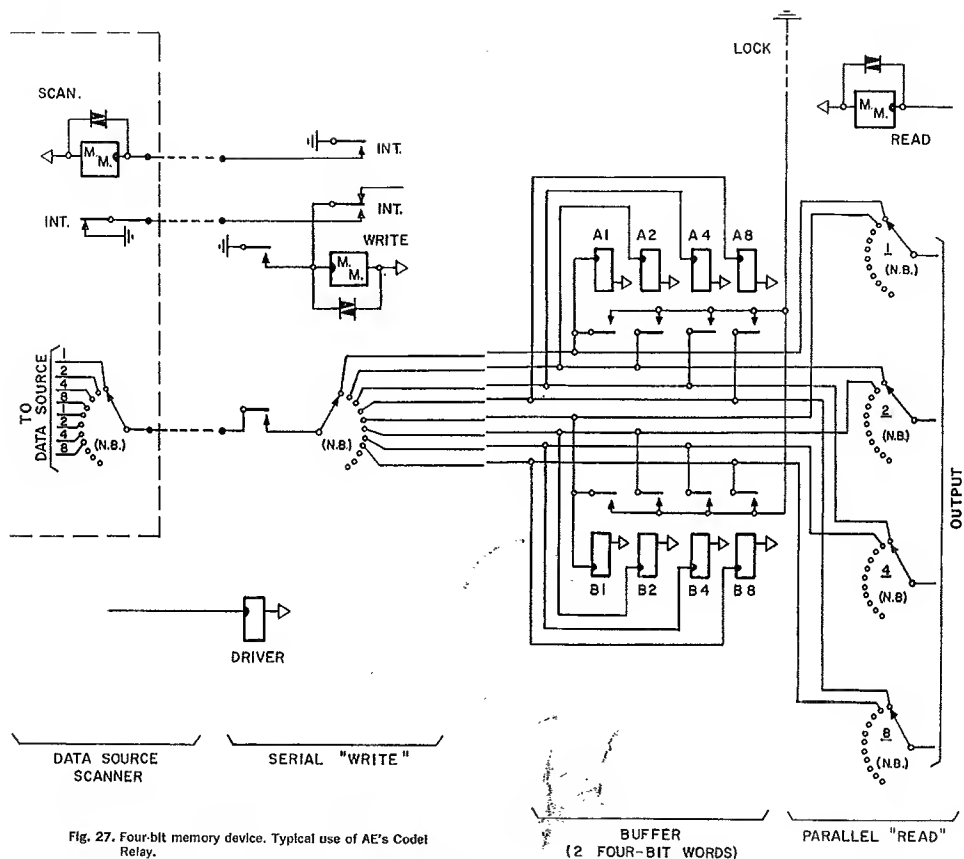 LOCK
SCAN.
M.
M.
INT.
M.
M.
READ
INT.
INT.
WRITE
M.
M.
A1 A2 A4 A8
1
(N.B.)
TO
DATA SOURCE
1
2
4
8
1
2
4
8
(N.B.)
(N.B.)
2
(N.B.)
OUTPUT
B1 B2 B4 B8
4
(N.B)
DRIVER
8
(N.B.)
DATA SOURCE
SCANNER
SERIAL "WRITE"
BUFFER
(2 FOUR-BIT WORDS)
PARALLEL "READ"
Fig. 27. Four-bit memory device. Typical use of AE's Codel
Relay.